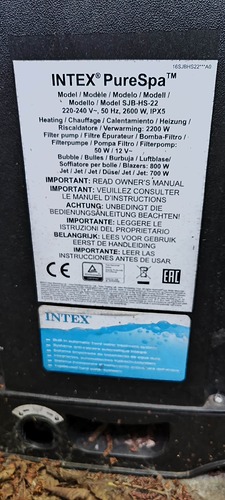 16SJBHS22***A0
INTEX® PureSpa™
Model / Modèle / Modelo / Modell /
Modello / Model SJB-HS-22
220-240 V~, 50 Hz, 2600 W, IPX5
Heating / Chauffage / Calentamiento / Heizung /
Riscaldatore / Verwarming: 2200 W
Filter pump / Filtre Épurateur / Bomba-Filtro /
Filterpumpe / Pompa Filtro / Filterpomp:
50 W / 12 V⎓
Bubble / Bulles / Burbuja / Luftblase/
Soffiatore per bolle / Blazers: 800 W
Jet / Jet / Jet / Düse/ Jet / Jet: 700 W
IMPORTANT: READ OWNER'S MANUAL
IMPORTANT: VEUILLEZ CONSULTER
LE MANUEL D'INSTRUCTIONS
ACHTUNG: UNBEDINGT DIE
BEDIENUNGSANLEITUNG BEACHTEN!
IMPORTANTE: LEGGERE LE
ISTRUZIONI DEL PROPRIETARIO
BELANGRIJK: LEES VOOR GEBRUIK
EERST DE HANDLEIDING
IMPORTANTE: LEER LAS
INSTRUCCIONES ANTES DE USAR
CE
EAC
INTEX